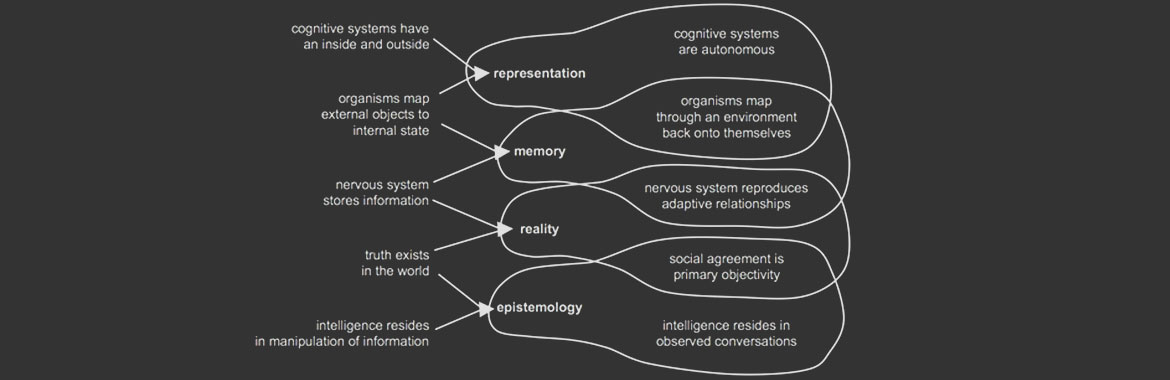 cognitive systems have
an inside and outside
organisms map
external objects to
internal state
nervous system
stores information
truth exists
in the world
intelligence resides
in manipulation of information
representation
memory
reality
epistemology
cognitive systems
are autonomous
organisms map
through an environment
back onto themselves
nervous system reproduces
adaptive relationships
social agreement is
primary objectivity
intelligence resides in
observed conversations